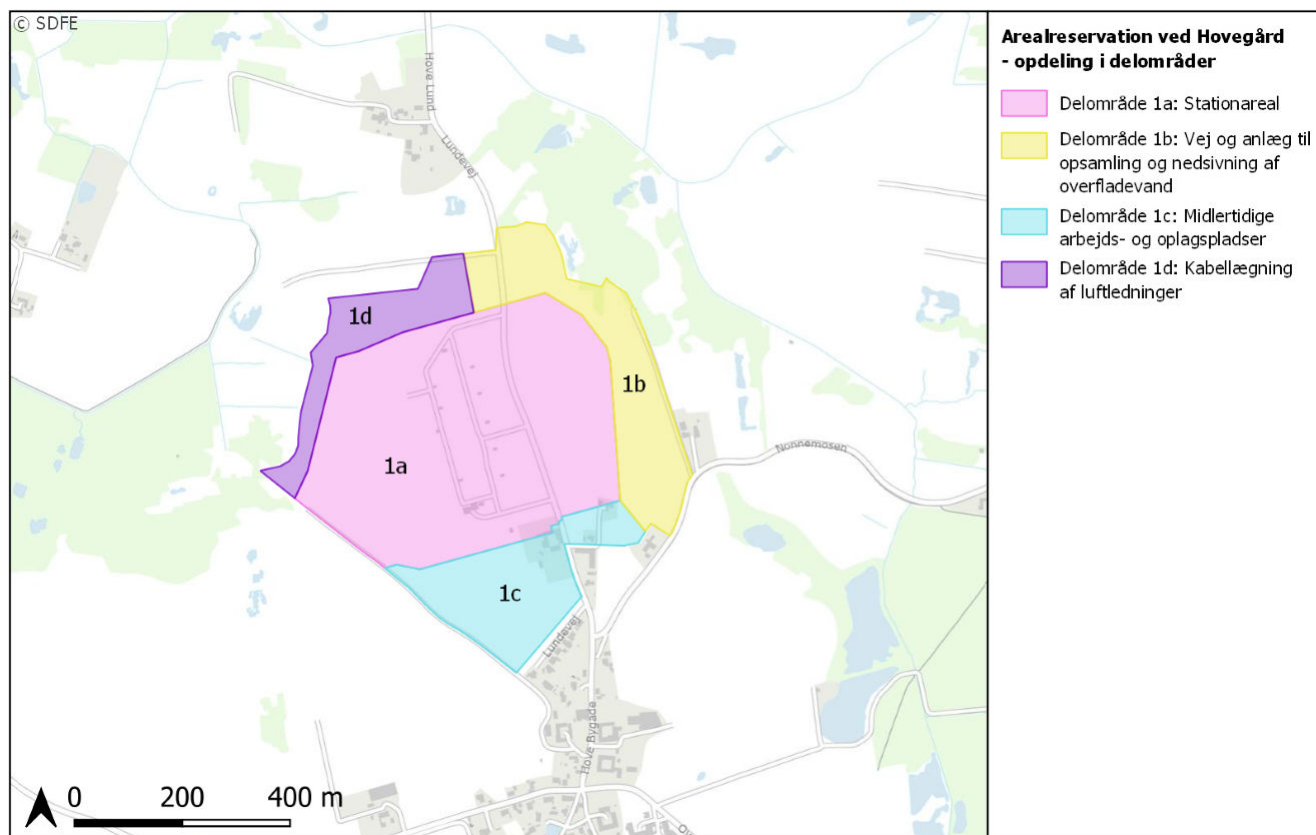 © SDFE
Hove Lund
Lundevej
1d
1b
1a
Nonnemosen
1c
Lundevej
Hove Bygade
0 200 400 m
Arealreservation ved Hovegård
- opdeling i delområder
Delområde 1a: Stationareal
Delområde 1b: Vej og anlæg til
opsamling og nedsivning af
overfladevand
Delområde 1c: Midlertidige
arbejds- og oplagspladser
Delområde 1d: Kabellægning
af luftledninger